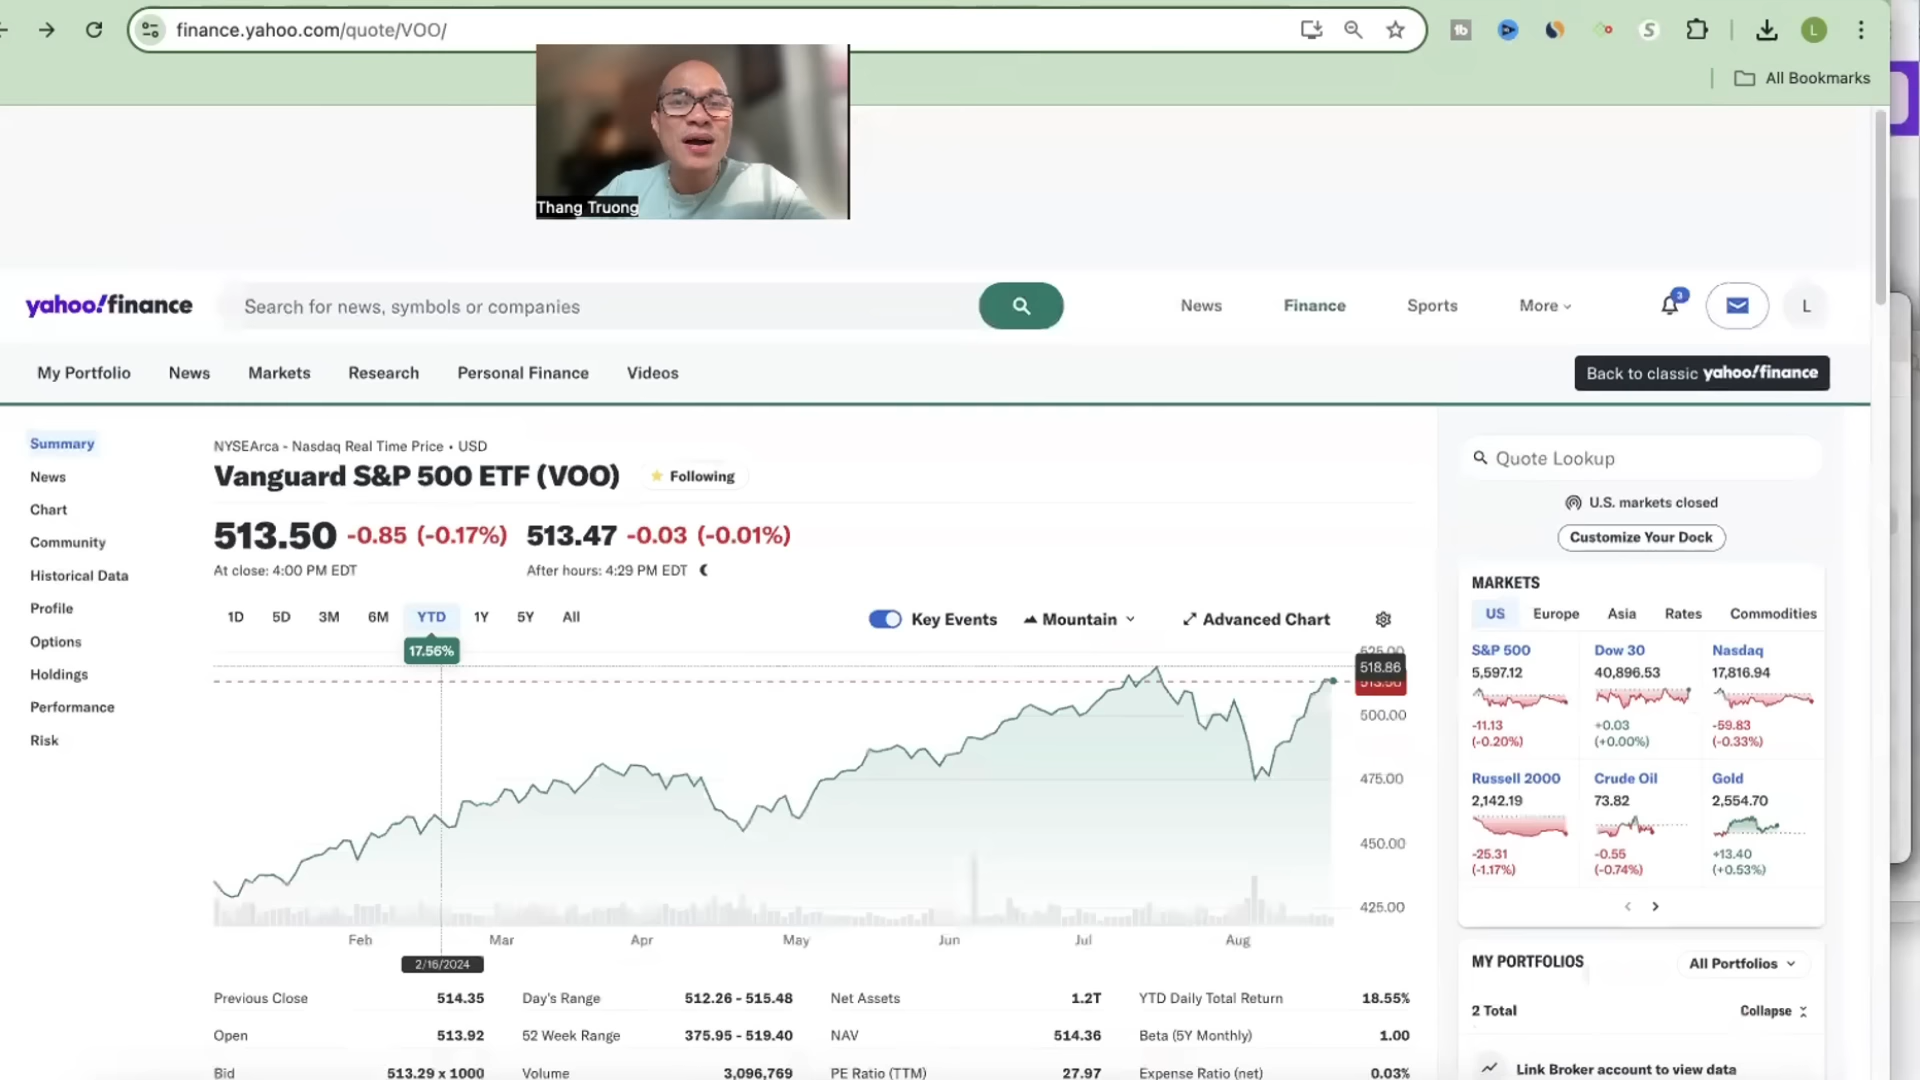 finance.yahoo.com/quote/VOO/
All Bookmarks
Thang Truong
yahoo!finance
Search for news, symbols or companies
News
Finance
Sports
More
3
L
My Portfolio
News
Markets
Research
Personal Finance
Videos
Back to classic yahoo!finance
Summary
News
Chart
Community
Historical Data
Profile
Options
Holdings
Performance
Risk
NYSEArca - Nasdaq Real Time Price • USD
Vanguard S&P 500 ETF (VOO)
Following
513.50 -0.85 (-0.17%)
At close: 4:00 PM EDT
513.47 -0.03 (-0.01%)
After hours: 4:29 PM EDT
1D 5D 3M 6M YTD 1Y 5Y All
17.56%
Key Events
Mountain
Advanced Chart
525.00
518.86
500.00
475.00
450.00
425.00
Feb Mar Apr May Jun Jul Aug
2/16/2024
Previous Close 514.35
Day's Range 512.26 - 515.48
Net Assets 1.2T
YTD Daily Total Return 18.55%
Open 513.92
52 Week Range 375.95 - 519.40
NAV 514.36
Beta (5Y Monthly) 1.00
Bid 513.29 x 1000
Volume 3,096,769
PE Ratio (TTM) 27.97
Expense Ratio (net) 0.03%
Quote Lookup
U.S. markets closed
Customize Your Dock
MARKETS
US Europe Asia Rates Commodities
S&P 500
5,597.12
-11.13
(-0.20%)
Dow 30
40,896.53
+0.03
(+0.00%)
Nasdaq
17,816.94
-59.83
(-0.33%)
Russell 2000
2,142.19
-25.31
(-1.17%)
Crude Oil
73.82
-0.55
(-0.74%)
Gold
2,554.70
+13.40
(+0.53%)
MY PORTFOLIOS
All Portfolios
2 Total
Collapse
Link Broker account to view data